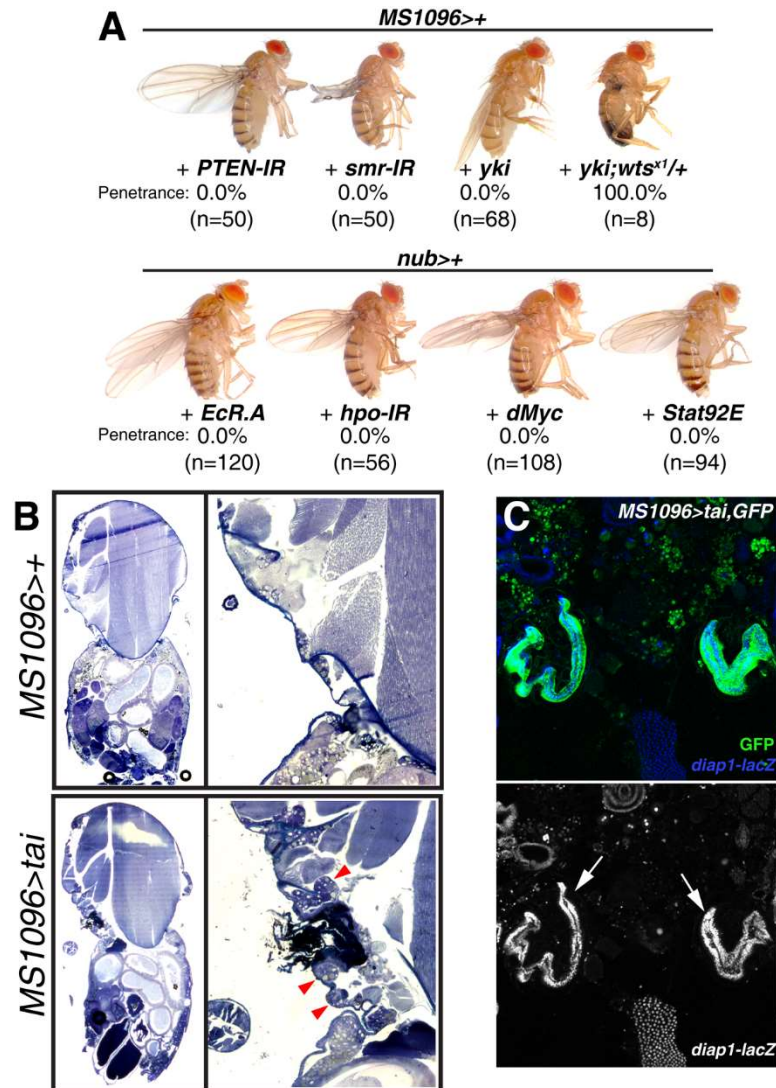 A
MS1096>+
+ PTEN-IR + smr-IR + yki + yki;wtsˣ¹/+
Penetrance: 0.0% 0.0% 0.0% 100.0%
(n=50) (n=50) (n=68) (n=8)
nub>+
+ EcR.A + hpo-IR + dMyc + Stat92E
Penetrance: 0.0% 0.0% 0.0% 0.0%
(n=120) (n=56) (n=108) (n=94)
B
MS1096>+
MS1096>tai
C
MS1096>tai,GFP
GFP
diap1-lacZ
diap1-lacZ